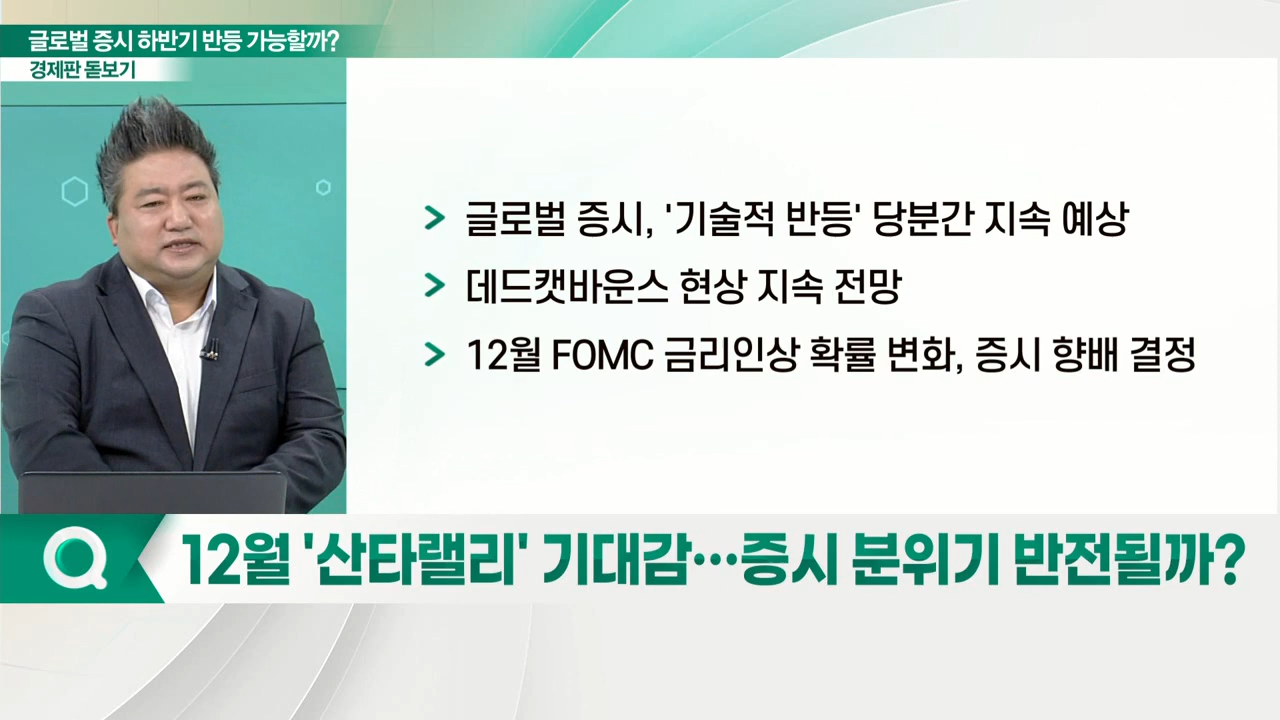 글로벌 증시 하반기 반등 가능할까?
경제판 돋보기
> 글로벌 증시, '기술적 반등' 당분간 지속 예상
> 데드캣바운스 현상 지속 전망
> 12월 FOMC 금리인상 확률 변화, 증시 향배 결정
Q 12월 '산타랠리' 기대감…증시 분위기 반전될까?